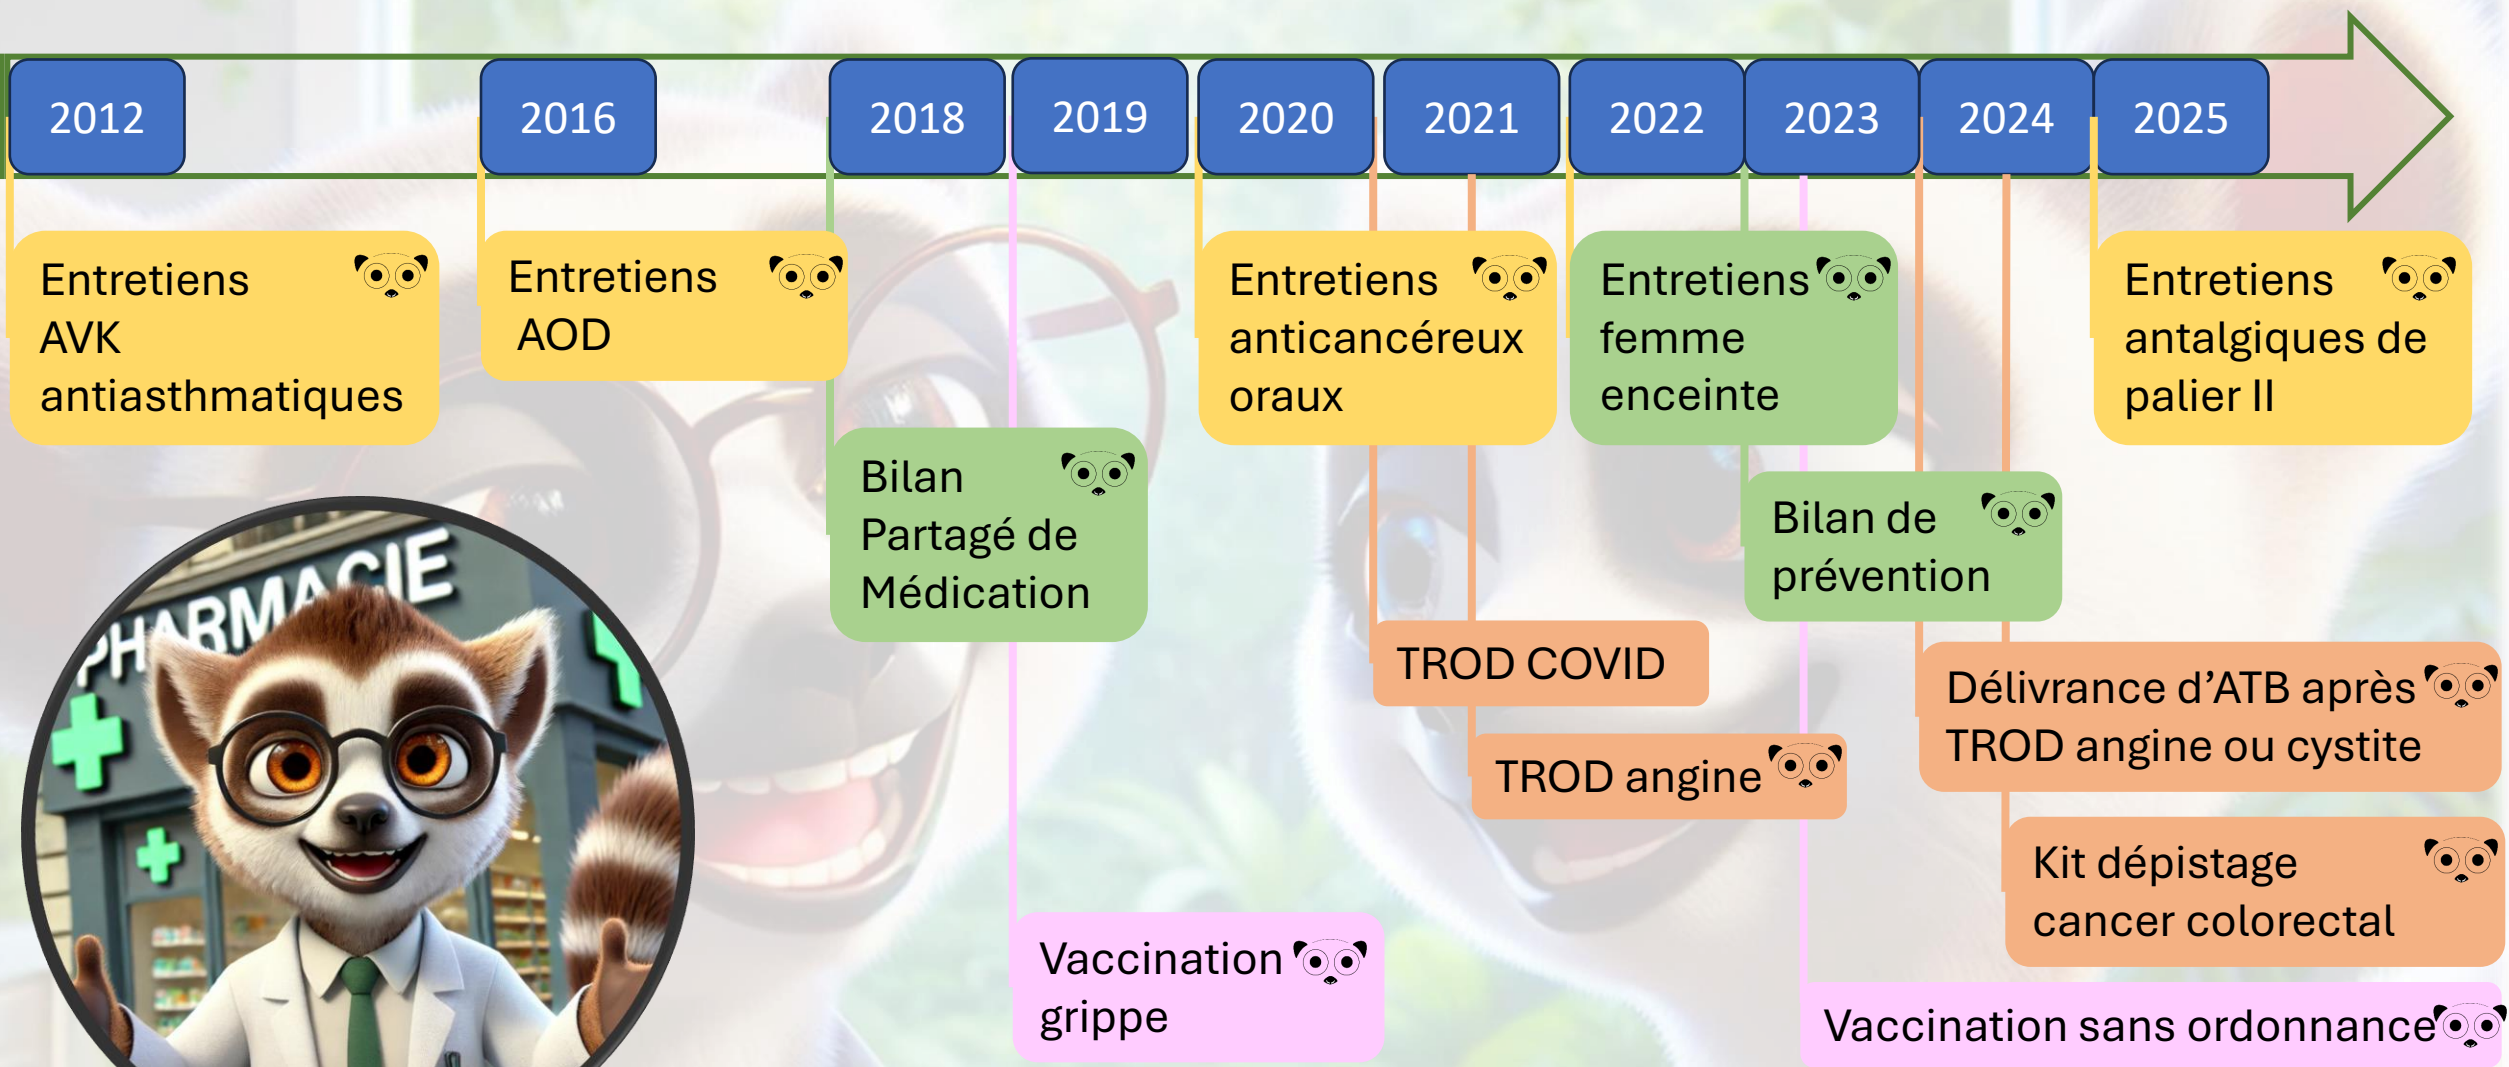 2012
2016
2018
2019
2020
2021
2022
2023
2024
2025
Entretiens
AVK
antiasthmatiques
Entretiens
AOD
Bilan
Partagé de
Médication
Vaccination
grippe
Entretiens
anticancéreux
oraux
TROD COVID
TROD angine
Entretiens
femme
enceinte
Bilan de
prévention
Vaccination sans ordonnance
Délivrance d’ATB après
TROD angine ou cystite
Kit dépistage
cancer colorectal
Entretiens
antalgiques de
palier II
PHARMACIE